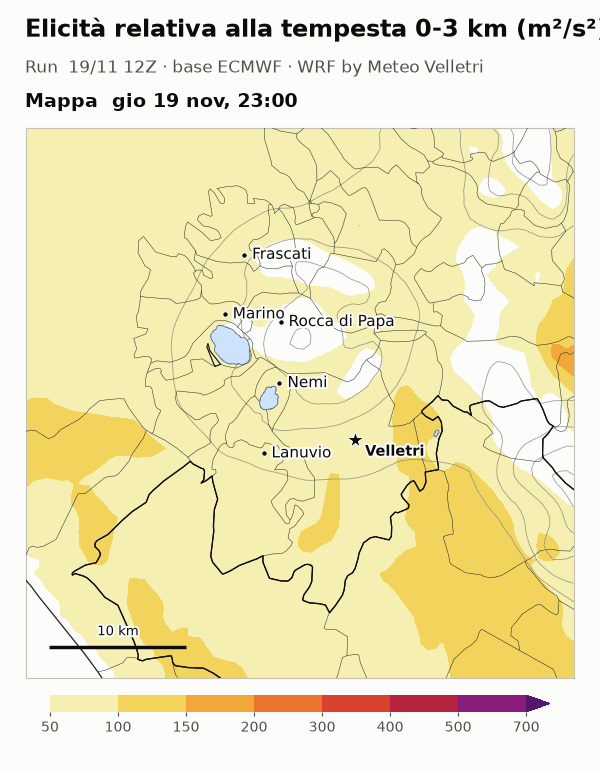 Elicità relativa alla tempesta 0-3 km (m²/s²)
Run  19/11 12Z · base ECMWF · WRF by Meteo Velletri
Mappa  gio 19 nov, 23:00
Frascati
Marino
Rocca di Papa
Nemi
Lanuvio
Velletri
10 km
50 100 150 200 300 400 500 700